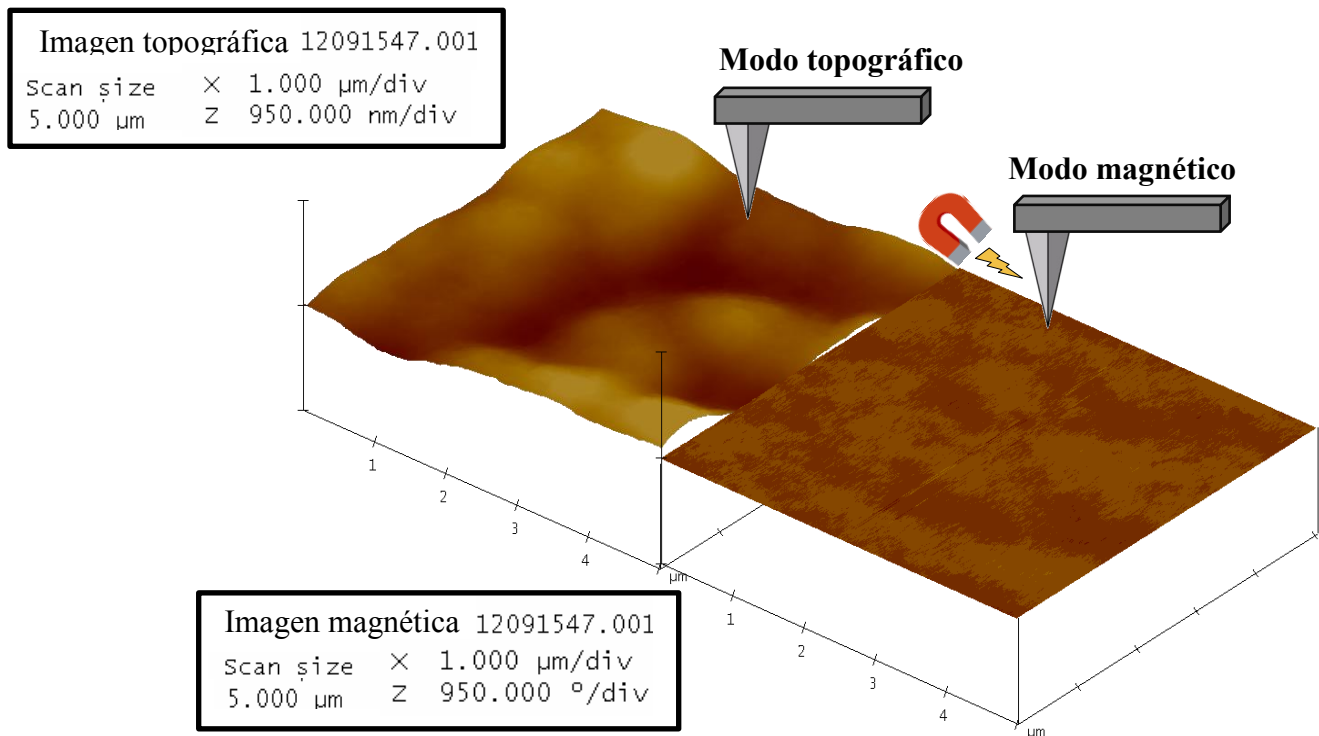 Imagen topográfica 12091547.001
Scan size X 1.000 µm/div
5.000 µm Z 950.000 nm/div
Modo topográfico
Modo magnético
1
2
3
4
µm
1
2
3
4
µm
Imagen magnética 12091547.001
Scan size X 1.000 µm/div
5.000 µm Z 950.000 º/div